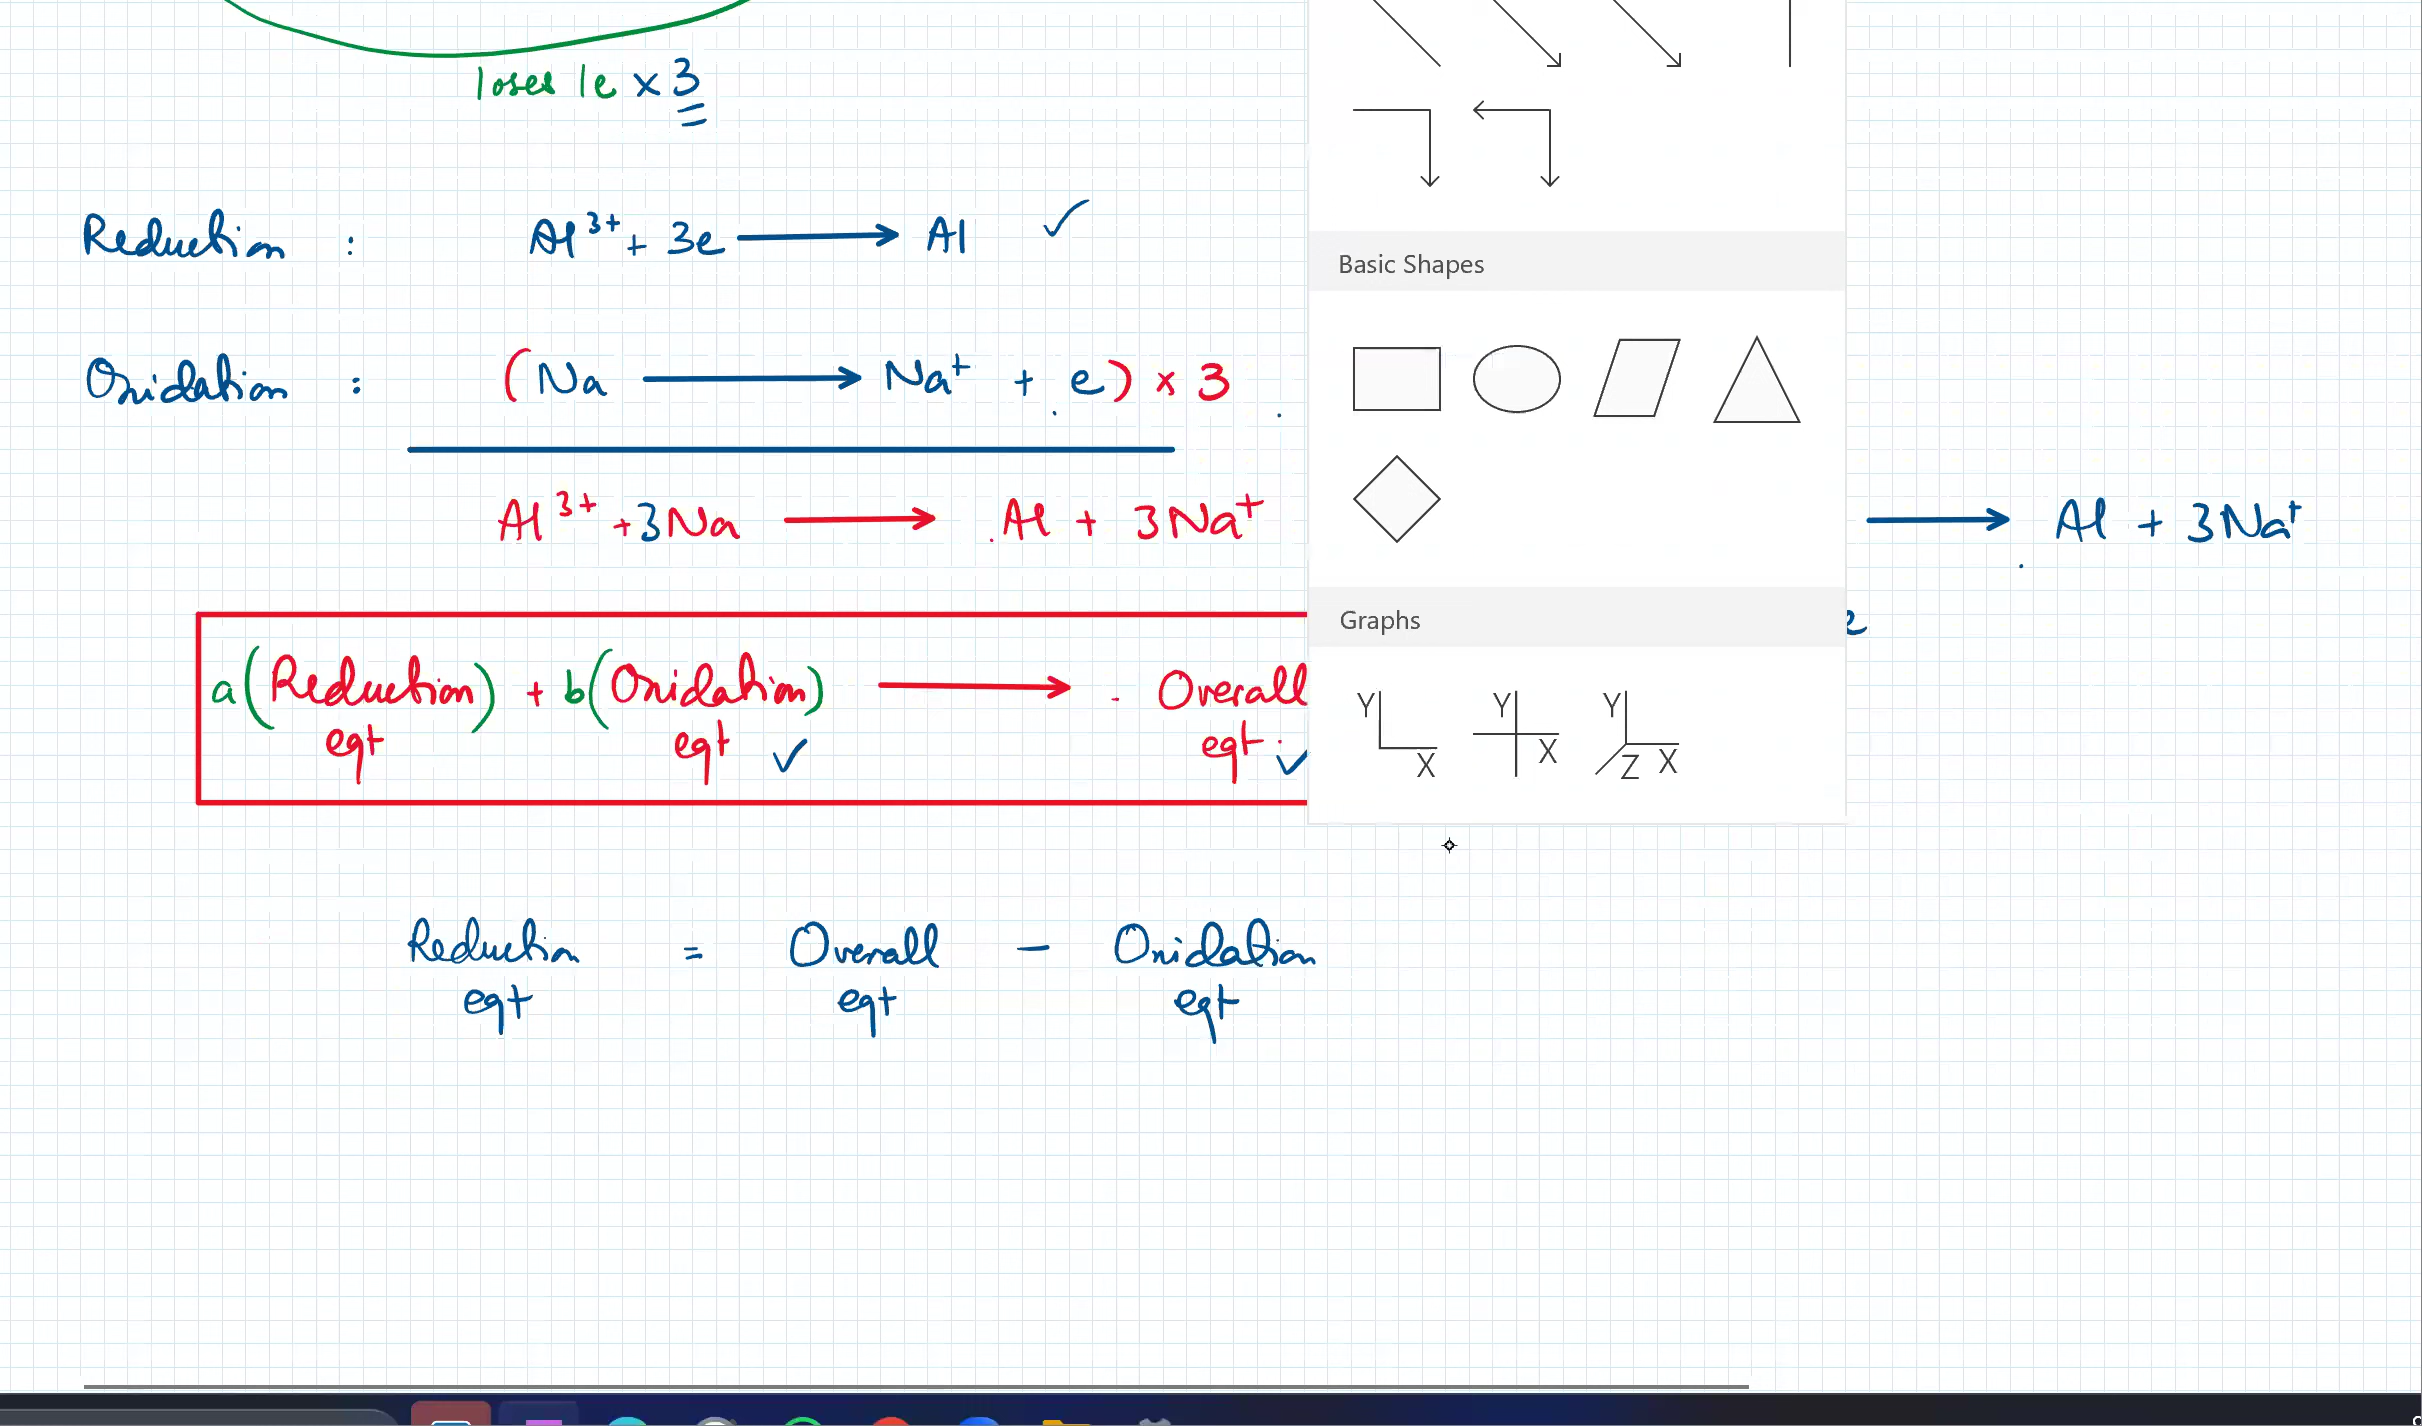 loses 1e x 3
Reduction : Al³⁺ + 3e ⟶ Al ✓
Oxidation : (Na ⟶ Na⁺ + e) x 3
Al³⁺ + 3Na ⟶ Al + 3Na⁺
⟶ Al + 3Na⁺
a(Reduction) + b(Oxidation) ⟶ Overall
eqt eqt ✓ eqt ✓
e
Reduction = Overall − Oxidation
eqt eqt eqt
Basic Shapes
Graphs
Y Y Y
X X Z X